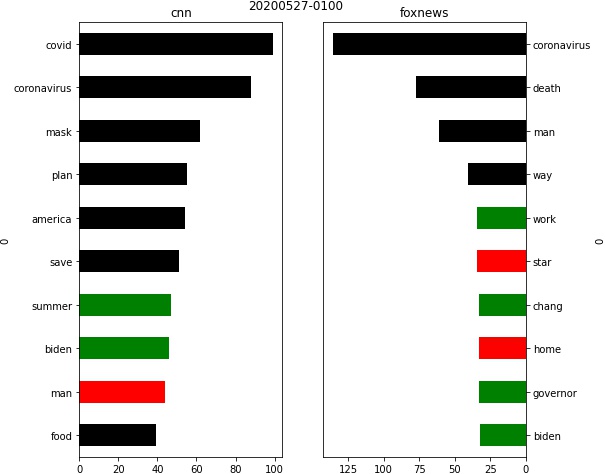 20200527-0100
cnn
foxnews
covid
coronavirus
mask
plan
america
save
summer
biden
man
food
0
0 20 40 60 80 100
coronavirus
death
man
way
work
star
chang
home
governor
biden
0
125 100 75 50 25 0